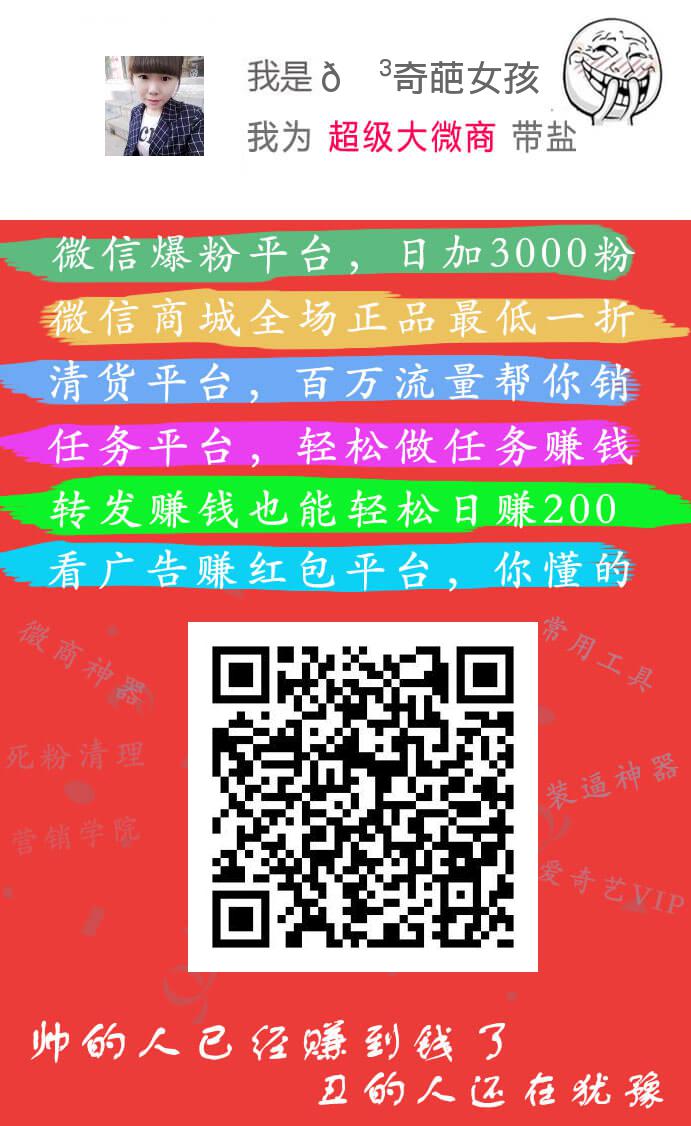 我是ð ³奇葩女孩
我为 超级大微商 带盐
微信爆粉平台，日加3000粉
微信商城全场正品最低一折
清货平台，百万流量帮你销
任务平台，轻松做任务赚钱
转发赚钱也能轻松日赚200
看广告赚红包平台，你懂的
微商神器
常用工具
死粉清理
装逼神器
营销学院
爱奇艺VIP
帅的人已经赚到钱了
丑的人还在犹豫